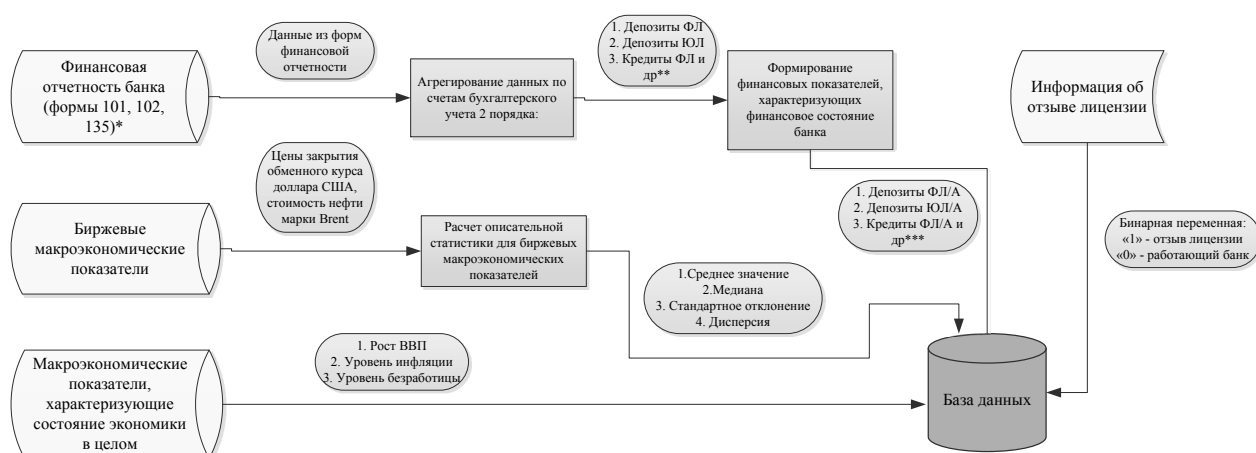 Финансовая
отчетность банка
(формы 101, 102,
135)*
Данные из форм
финансовой
отчетности
Агрегирование данных по
счетам бухгалтерского
учета 2 порядка:
1. Депозиты ФЛ
2. Депозиты ЮЛ
3. Кредиты ФЛ и
др**
Формирование
финансовых показателей,
характеризующих
финансовое состояние
банка
Информация об
отзыве лицензии
Биржевые
макроэкономические
показатели
Цены закрытия
обменного курса
доллара США,
стоимость нефти
марки Brent
Расчет описательной
статистики для биржевых
макроэкономических
показателей
1. Депозиты ФЛ/А
2. Депозиты ЮЛ/А
3. Кредиты ФЛ/А и
др***
Бинарная переменная:
«1» - отзыв лицензии
«0» - работающий банк
1.Среднее значение
2.Медиана
3. Стандартное отклонение
4. Дисперсия
Макроэкономические
показатели,
характеризующие
состояние экономики
в целом
1. Рост ВВП
2. Уровень инфляции
3. Уровень безработицы
База данных